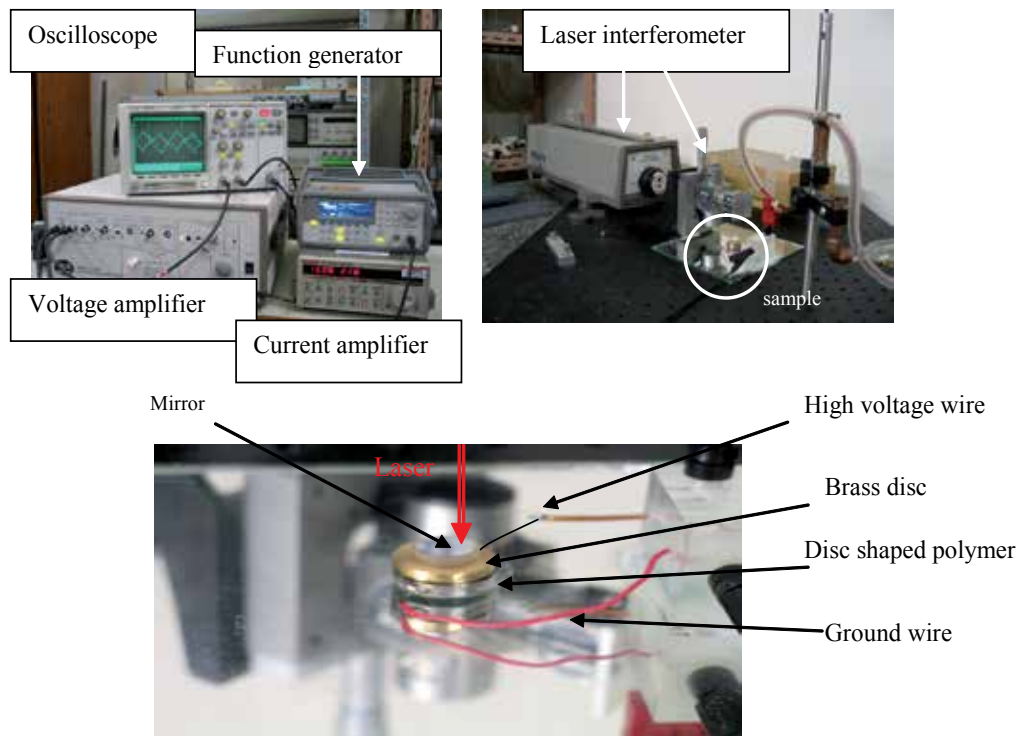 Oscilloscope
Function generator
Laser interferometer
Voltage amplifier
sample
Current amplifier
Mirror
High voltage wire
Laser
Brass disc
Disc shaped polymer
Ground wire